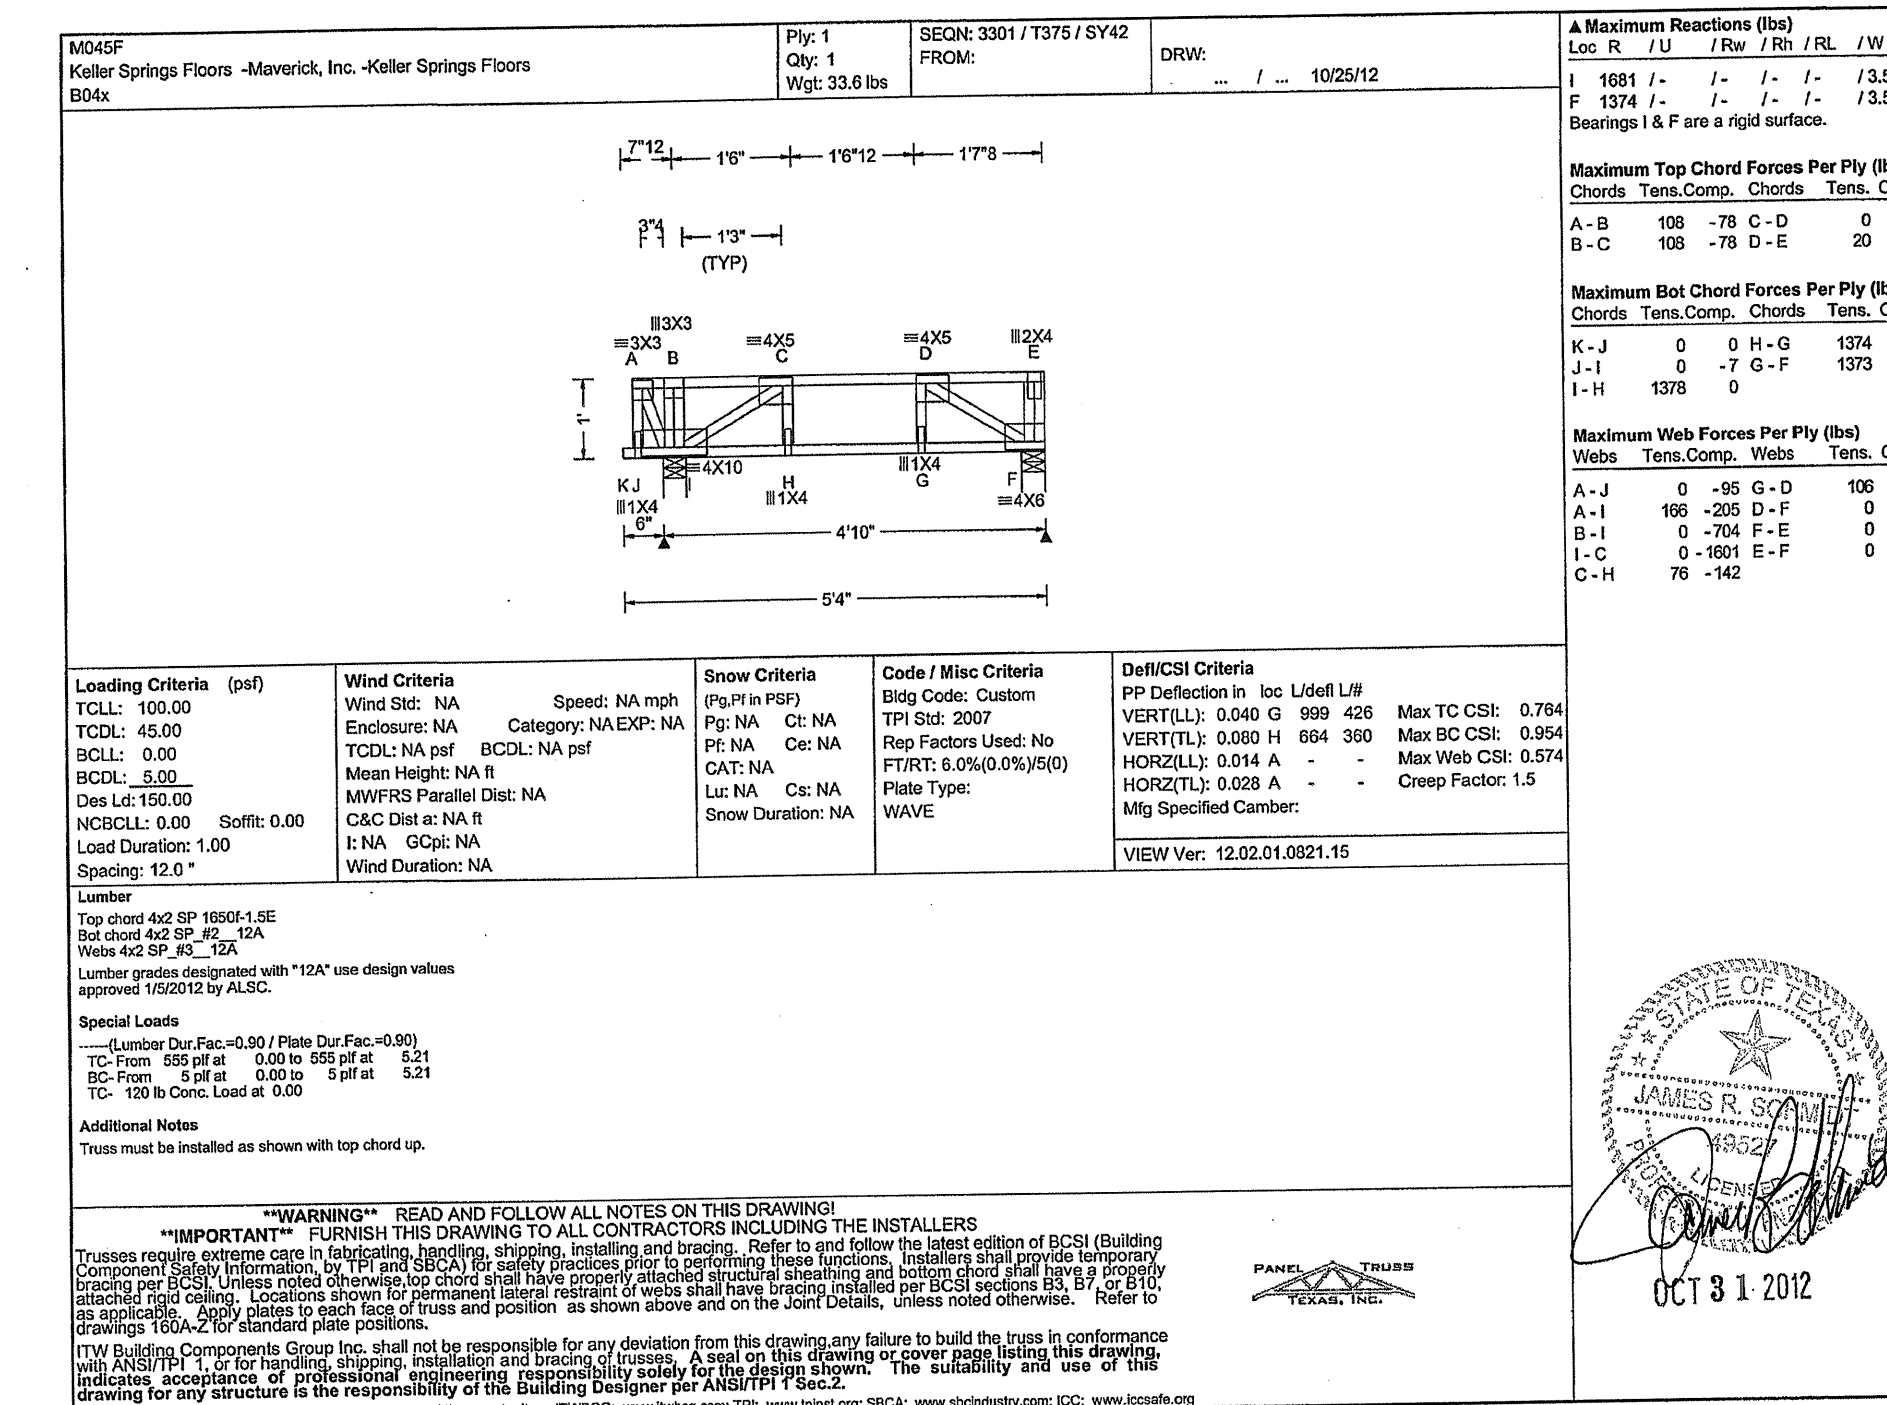 M045F
Keller Springs Floors -Maverick, Inc. -Keller Springs Floors
B04x
Ply: 1
Qty: 1
Wgt: 33.6 lbs
SEQN: 3301 / T375 / SY42
FROM:
DRW:
... / ... 10/25/12
▲Maximum Reactions (lbs)
Loc R / U / Rw / Rh / RL / W
I 1681 / - / - / - / - / 3.5
F 1374 / - / - / - / - / 3.5
Bearings I & F are a rigid surface.
Maximum Top Chord Forces Per Ply
Chords Tens.Comp. Chords Tens.
A - B 108 -78 C - D 0
B - C 108 -78 D - E 20
Maximum Bot Chord Forces Per Ply
Chords Tens.Comp. Chords Tens.
K - J 0 0 H - G 1374
J - I 0 -7 G - F 1373
I - H 1378 0
Maximum Web Forces Per Ply (lbs)
Webs Tens.Comp. Webs Tens.
A - J 0 -95 G - D 106
A - I 166 -205 D - F 0
B - I 0 -704 F - E 0
I - C 0 -1601 E - F 0
C - H 76 -142
7"12 1'6" 1'6"12 1'7"8
3"4 1'3"
(TYP)
3X3 3X3 4X5 4X5 2X4
A B C D E
1'
4X10 1X4
K J I H G F
1X4 1X4 4X6
6" 4'10"
5'4"
Loading Criteria (psf)
TCLL: 100.00
TCDL: 45.00
BCLL: 0.00
BCDL: 5.00
Des Ld: 150.00
NCBCLL: 0.00 Soffit: 0.00
Load Duration: 1.00
Spacing: 12.0 "
Wind Criteria
Wind Std: NA Speed: NA mph
Enclosure: NA Category: NA EXP: NA
TCDL: NA psf BCDL: NA psf
Mean Height: NA ft
MWFRS Parallel Dist: NA
C&C Dist a: NA ft
I: NA GCpi: NA
Wind Duration: NA
Snow Criteria
(Pg,Pf in PSF)
Pg: NA Ct: NA
Pf: NA Ce: NA
CAT: NA
Lu: NA Cs: NA
Snow Duration: NA
Code / Misc Criteria
Bldg Code: Custom
TPI Std: 2007
Rep Factors Used: No
FT/RT: 6.0%(0.0%)/5(0)
Plate Type:
WAVE
Defl/CSI Criteria
PP Deflection in loc L/defl L/#
VERT(LL): 0.040 G 999 426
VERT(TL): 0.080 H 664 360
HORZ(LL): 0.014 A - -
HORZ(TL): 0.028 A - -
Mfg Specified Camber:
Max TC CSI: 0.764
Max BC CSI: 0.954
Max Web CSI: 0.574
Creep Factor: 1.5
VIEW Ver: 12.02.01.0821.15
Lumber
Top chord 4x2 SP 1650f-1.5E
Bot chord 4x2 SP_#2__12A
Webs 4x2 SP_#3__12A
Lumber grades designated with "12A" use design values
approved 1/5/2012 by ALSC.
Special Loads
------(Lumber Dur.Fac.=0.90 / Plate Dur.Fac.=0.90)
TC- From 555 plf at 0.00 to 555 plf at 5.21
BC- From 5 plf at 0.00 to 5 plf at 5.21
TC- 120 lb Conc. Load at 0.00
Additional Notes
Truss must be installed as shown with top chord up.
**WARNING** READ AND FOLLOW ALL NOTES ON THIS DRAWING!
**IMPORTANT** FURNISH THIS DRAWING TO ALL CONTRACTORS INCLUDING THE INSTALLERS
Trusses require extreme care in fabricating, handling, shipping, installing and bracing. Refer to and follow the latest edition of BCSI (Building
Component Safety Information, by TPI and SBCA) for safety practices prior to performing these functions. Installers shall provide temporary
bracing per BCSI. Unless noted otherwise,top chord shall have properly attached structural sheathing and bottom chord shall have a properly
attached rigid ceiling. Locations shown for permanent lateral restraint of webs shall have bracing installed per BCSI sections B3, B7, or B10,
as applicable. Apply plates to each face of truss and position as shown above and on the Joint Details, unless noted otherwise. Refer to
drawings 160A-Z for standard plate positions.
ITW Building Components Group Inc. shall not be responsible for any deviation from this drawing,any failure to build the truss in conformance
with ANSI/TPI 1, or for handling, shipping, installation and bracing of trusses. A seal on this drawing or cover page listing this drawing,
indicates acceptance of professional engineering responsibility solely for the design shown. The suitability and use of this
drawing for any structure is the responsibility of the Building Designer per ANSI/TPI 1 Sec.2.
TPI: www.tpinst.org; SBCA: www.sbcindustry.com; ICC: www.iccsafe.org
PANEL TRUSS
TEXAS, INC.
STATE OF TEXAS
JAMES R. SCHMIDT
49527
LICENSED
OCT 31 2012